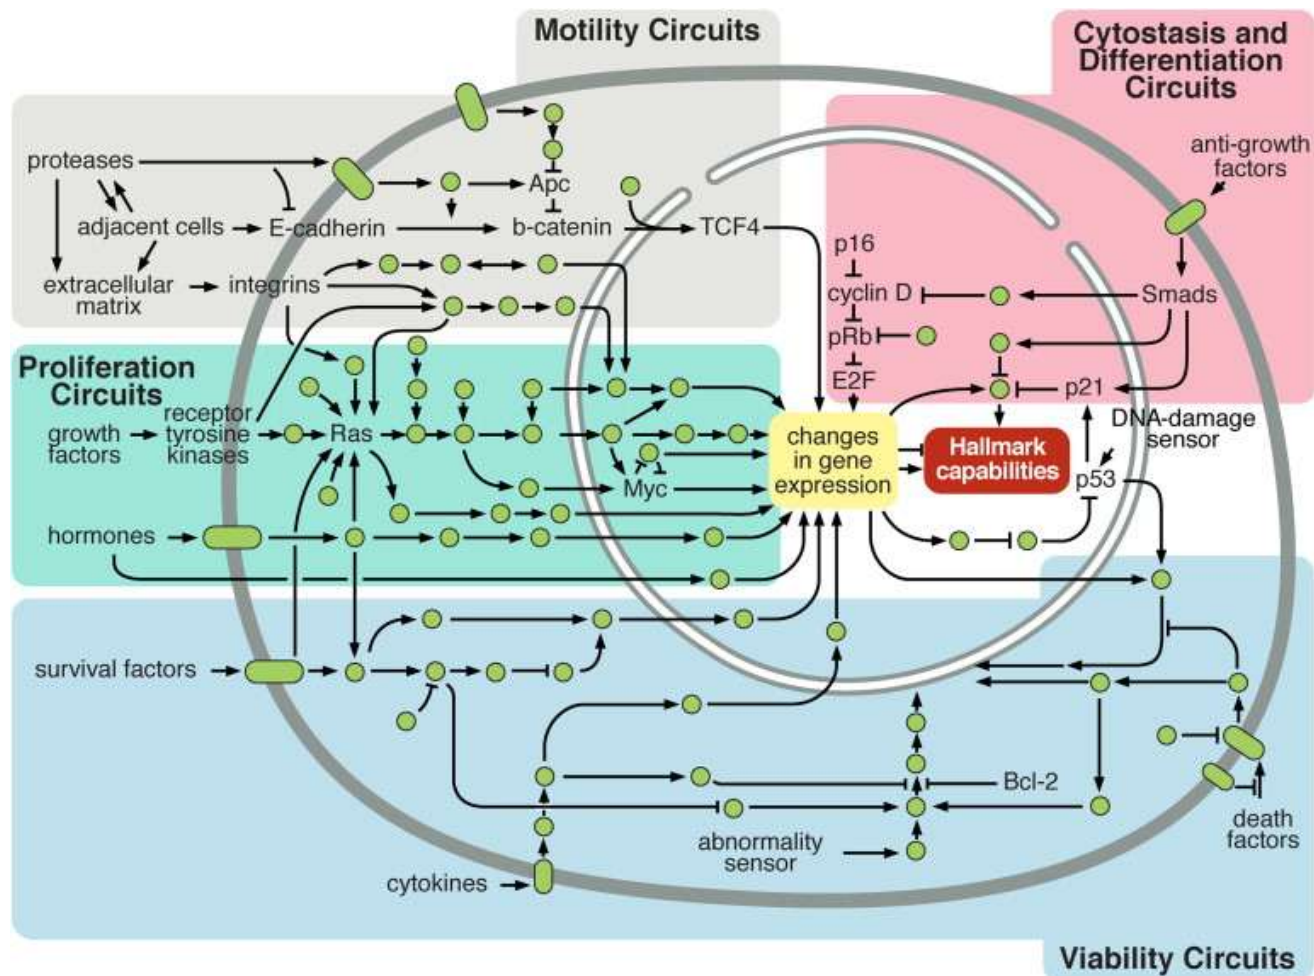 Motility Circuits
Cytostasis and
Differentiation
Circuits
proteases
anti-growth
factors
Apc
adjacent cells
E-cadherin
b-catenin
TCF4
p16
extracellular
matrix
integrins
cyclin D
Smads
pRb
E2F
p21
Proliferation
Circuits
growth
factors
receptor
tyrosine
kinases
Ras
Myc
changes
in gene
expression
Hallmark
capabilities
DNA-damage
sensor
p53
hormones
survival factors
Bcl-2
abnormality
sensor
death
factors
cytokines
Viability Circuits